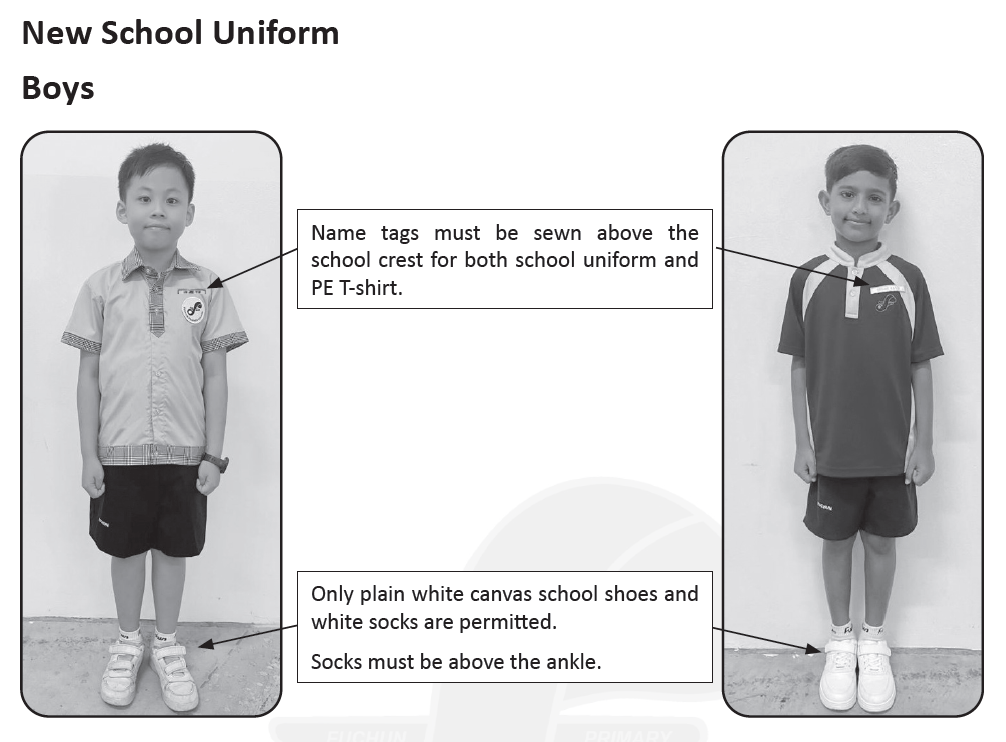 New School Uniform
Boys
Name tags must be sewn above the
school crest for both school uniform and
PE T-shirt.
Only plain white canvas school shoes and
white socks are permitted.
Socks must be above the ankle.
FUCHUN PRIMARY